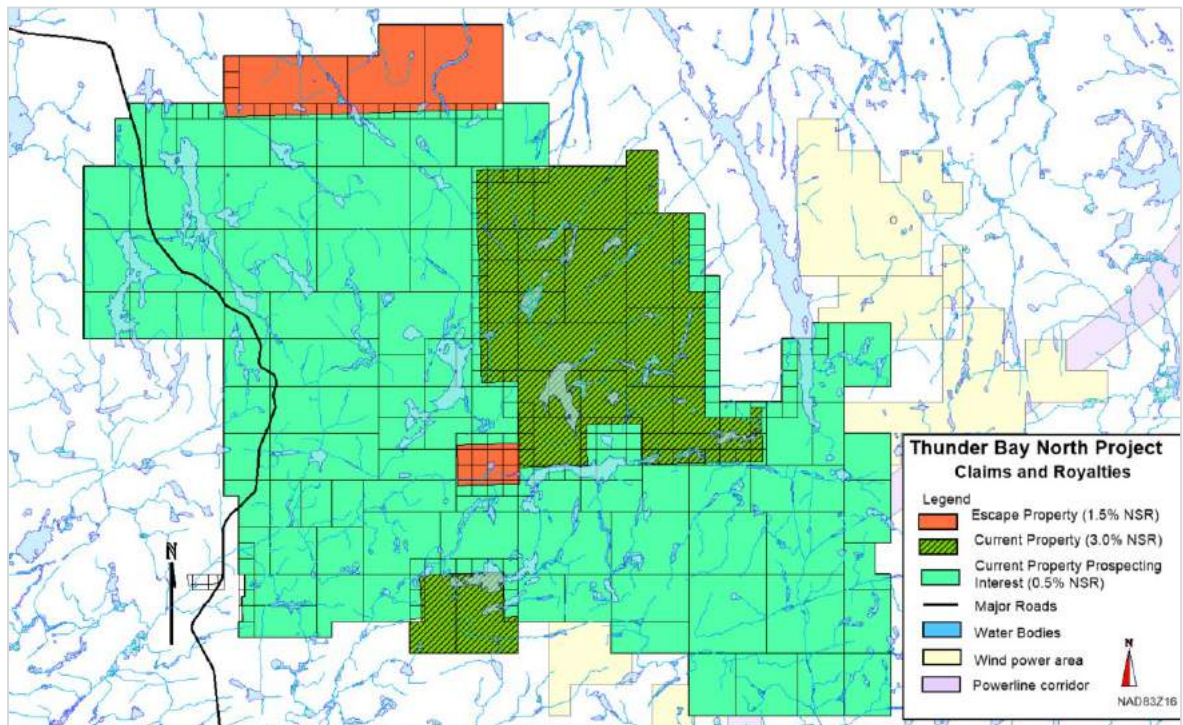 N
Thunder Bay North Project
Claims and Royalties
Legend
Escape Property (1.5% NSR)
Current Property (3.0% NSR)
Current Property Prospecting
Interest (0.5% NSR)
Major Roads
Water Bodies
Wind power area
Powerline corridor
N
NAD83Z16